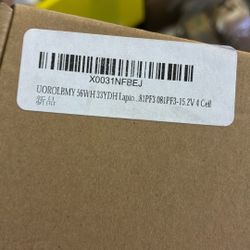 X0031NFBEJ
UOROLBMY 56WH 33YDH Lapto...81PF3 081PF3-15.2V 4 Cell
新品